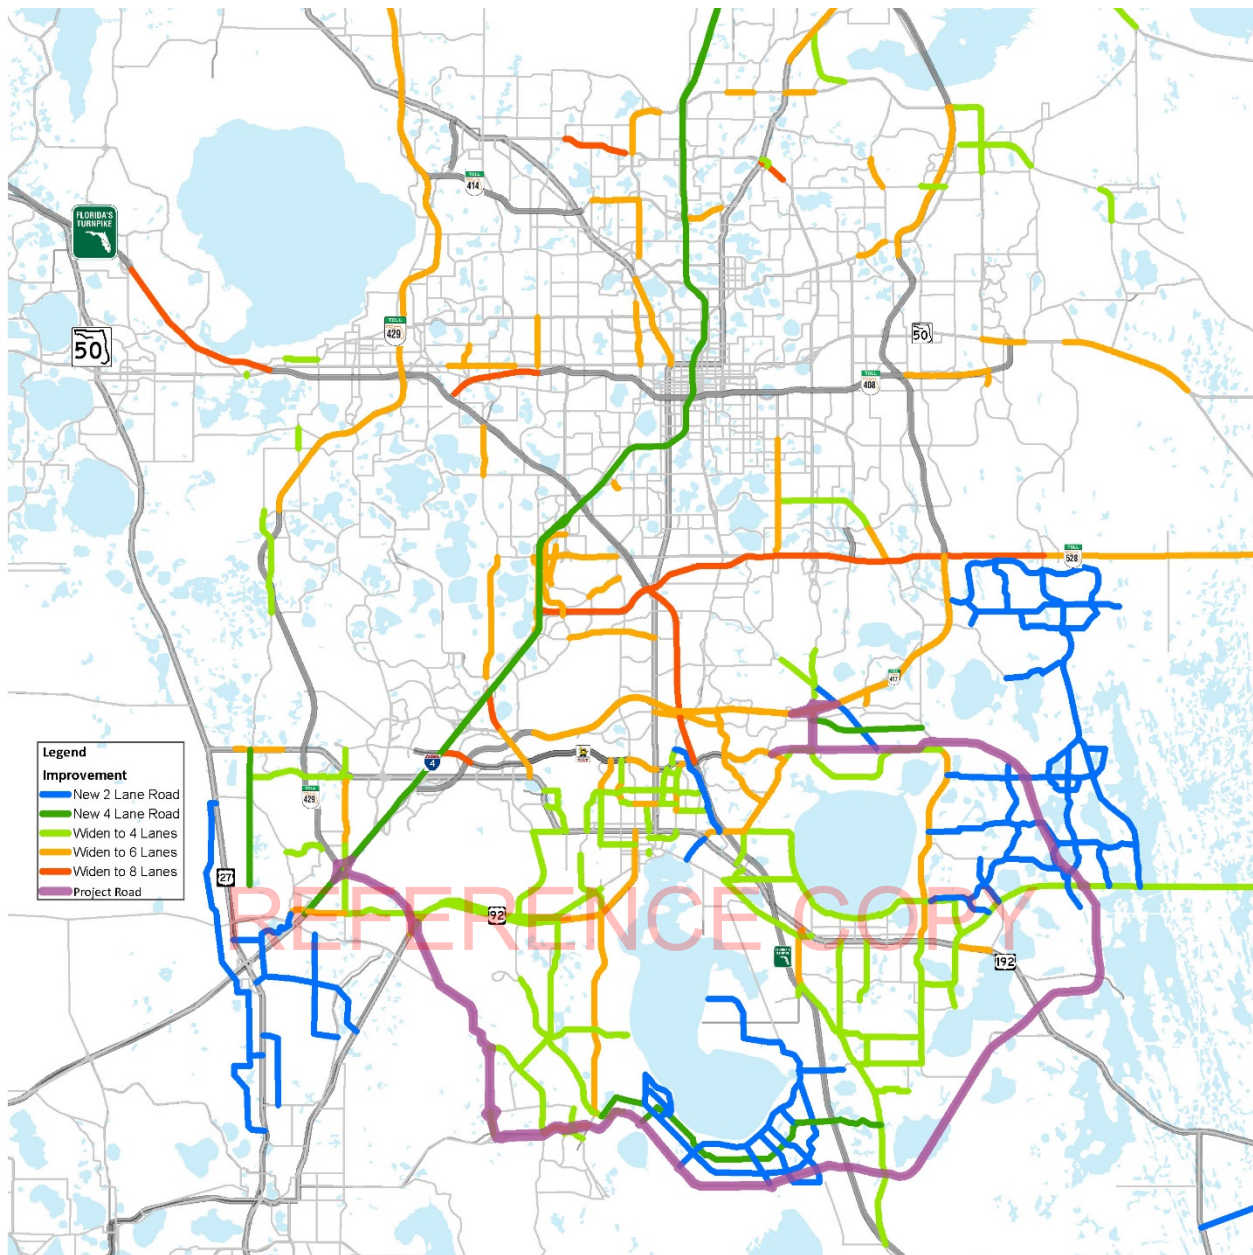 TOLL
414
FLORIDA'S
TURNPIKE
50
TOLL
429
50
TOLL
408
TOLL
528
TOLL
417
Legend
Improvement
New 2 Lane Road
New 4 Lane Road
Widen to 4 Lanes
Widen to 6 Lanes
Widen to 8 Lanes
Project Road
4
TOLL
429
27
92
192
REFERENCE COPY